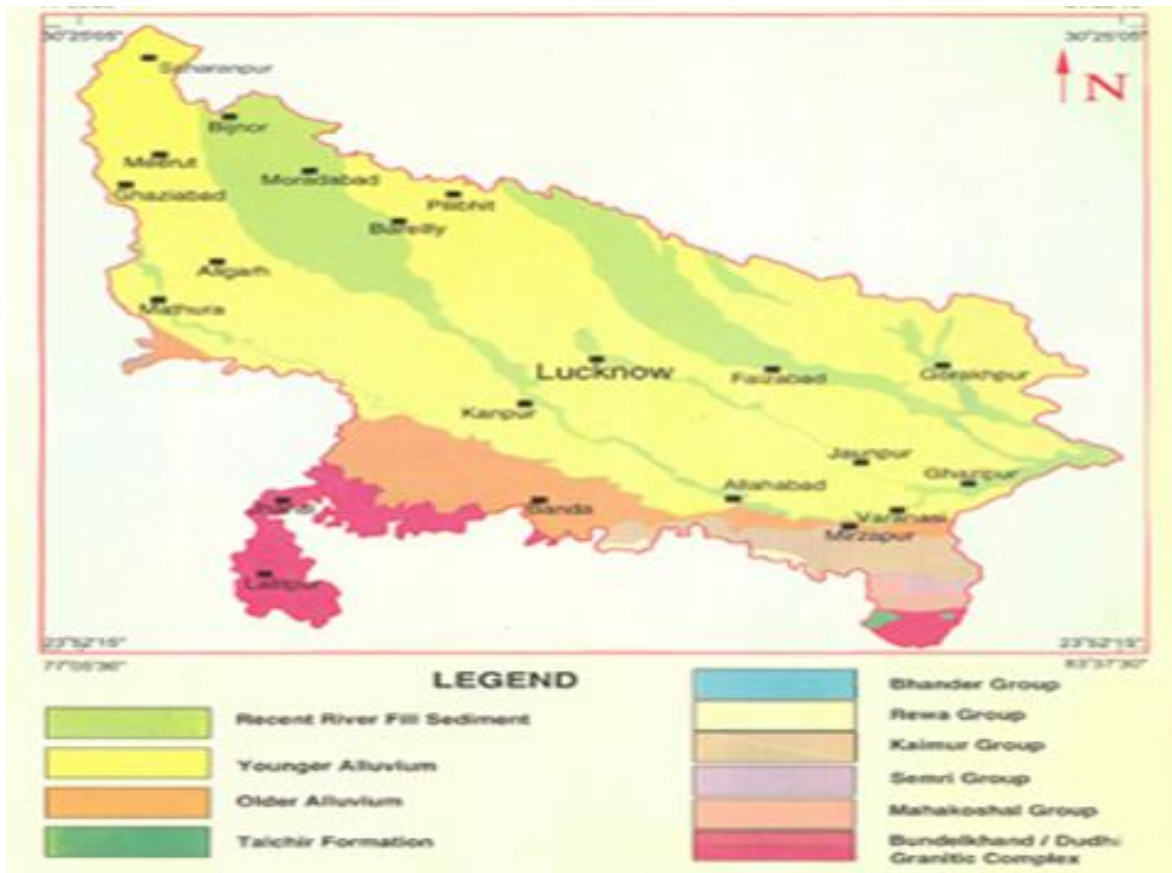 30°25'05"
30°25'05"
N
Saharanpur
Bijnor
Meerut
Moradabad
Ghaziabad
Pilibhit
Bareilly
Aligarh
Mathura
Lucknow
Faizabad
Gorakhpur
Kanpur
Jaunpur
Ghazipur
Allahabad
Banda
Varanasi
Mirzapur
Lalitpur
23°52'15"
23°52'15"
77°05'36"
83°37'30"
LEGEND
Recent River Fill Sediment
Younger Alluvium
Older Alluvium
Talchir Formation
Bhander Group
Rewa Group
Kaimur Group
Semri Group
Mahakoshal Group
Bundelkhand / Dudhi
Granitic Complex